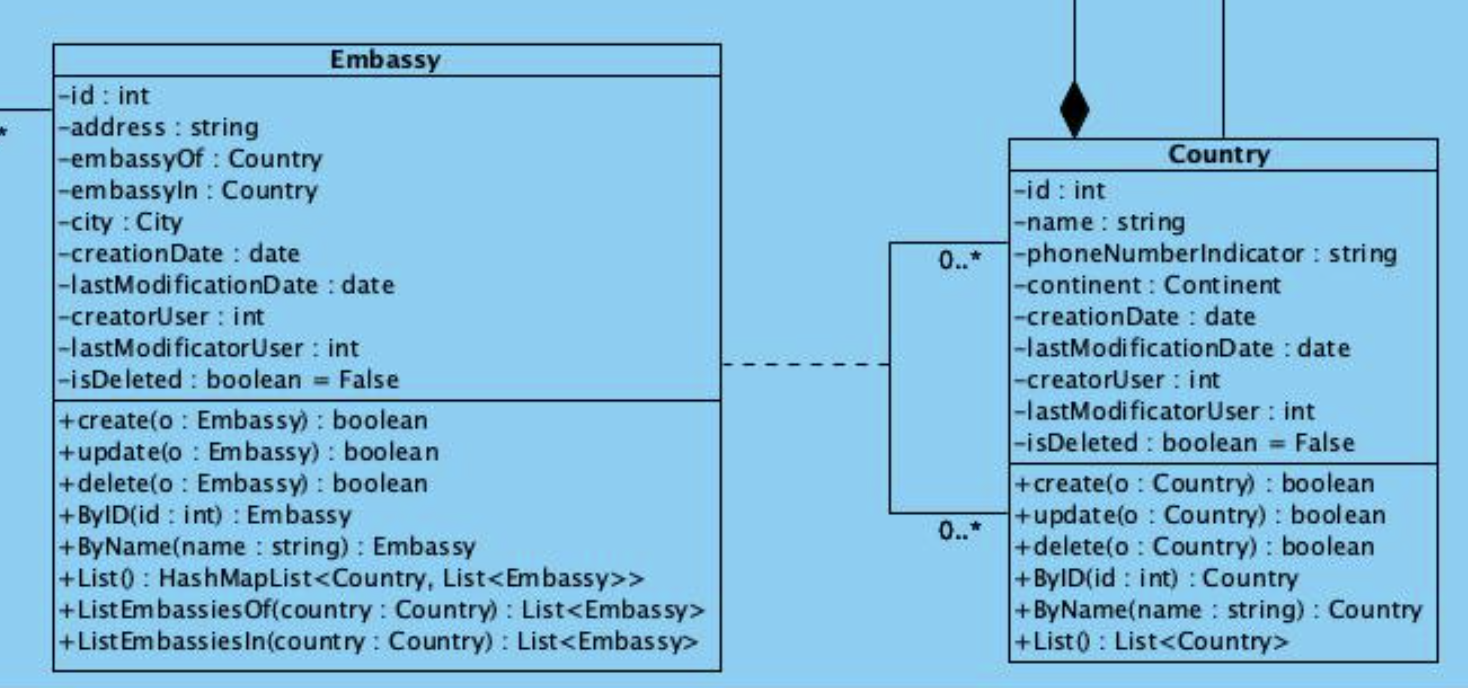 Embassy
-id : int
-address : string
-embassyOf : Country
-embassyIn : Country
-city : City
-creationDate : date
-lastModificationDate : date
-creatorUser : int
-lastModificatorUser : int
-isDeleted : boolean = False
+create(o : Embassy) : boolean
+update(o : Embassy) : boolean
+delete(o : Embassy) : boolean
+ByID(id : int) : Embassy
+ByName(name : string) : Embassy
+List() : HashMapList<Country, List<Embassy>>
+ListEmbassiesOf(country : Country) : List<Embassy>
+ListEmbassiesIn(country : Country) : List<Embassy>
*
0..*
0..*
Country
-id : int
-name : string
-phoneNumberIndicator : string
-continent : Continent
-creationDate : date
-lastModificationDate : date
-creatorUser : int
-lastModificatorUser : int
-isDeleted : boolean = False
+create(o : Country) : boolean
+update(o : Country) : boolean
+delete(o : Country) : boolean
+ByID(id : int) : Country
+ByName(name : string) : Country
+List() : List<Country>